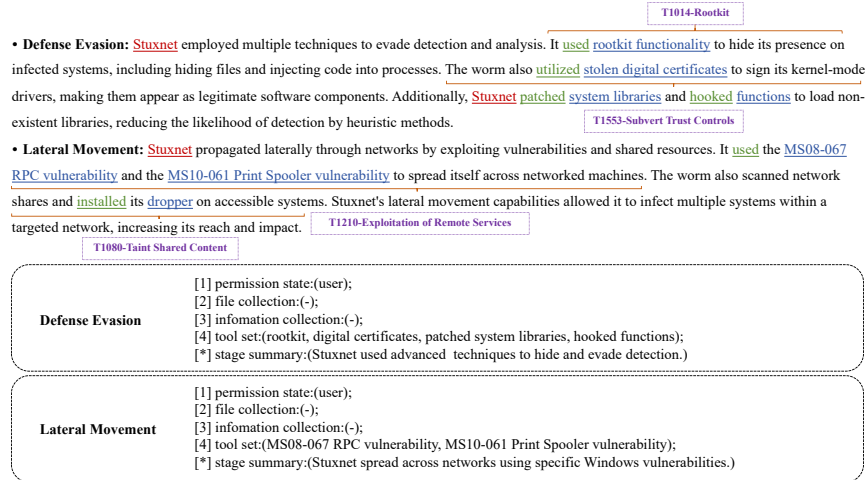 T1014-Rootkit
• Defense Evasion: Stuxnet employed multiple techniques to evade detection and analysis. It used rootkit functionality to hide its presence on
infected systems, including hiding files and injecting code into processes. The worm also utilized stolen digital certificates to sign its kernel-mode
drivers, making them appear as legitimate software components. Additionally, Stuxnet patched system libraries and hooked functions to load non-
existent libraries, reducing the likelihood of detection by heuristic methods.
T1553-Subvert Trust Controls
• Lateral Movement: Stuxnet propagated laterally through networks by exploiting vulnerabilities and shared resources. It used the MS08-067
RPC vulnerability and the MS10-061 Print Spooler vulnerability to spread itself across networked machines. The worm also scanned network
shares and installed its dropper on accessible systems. Stuxnet's lateral movement capabilities allowed it to infect multiple systems within a
targeted network, increasing its reach and impact.
T1210-Exploitation of Remote Services
T1080-Taint Shared Content
Defense Evasion
[1] permission state:(user);
[2] file collection:(-);
[3] infomation collection:(-);
[4] tool set:(rootkit, digital certificates, patched system libraries, hooked functions);
[*] stage summary:(Stuxnet used advanced techniques to hide and evade detection.)
Lateral Movement
[1] permission state:(user);
[2] file collection:(-);
[3] infomation collection:(-);
[4] tool set:(MS08-067 RPC vulnerability, MS10-061 Print Spooler vulnerability);
[*] stage summary:(Stuxnet spread across networks using specific Windows vulnerabilities.)